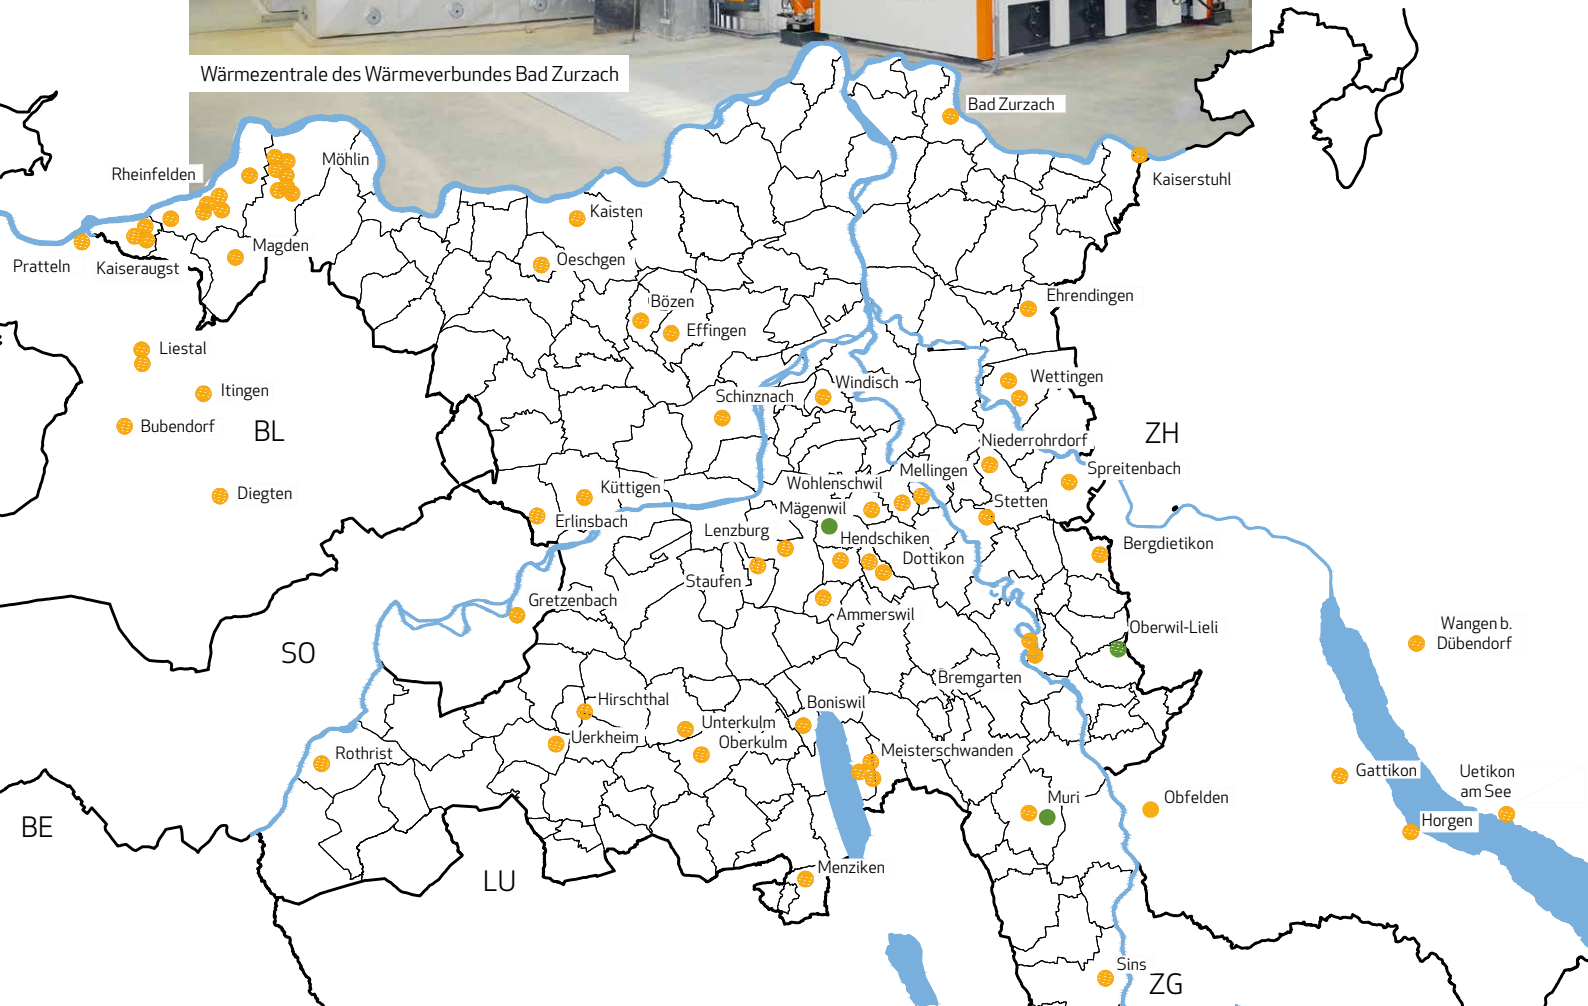 Wärmezentrale des Wärmeverbundes Bad Zurzach
Bad Zurzach
Möhlin
Rheinfelden
Kaiserstuhl
Kaisten
Magden
Pratteln
Kaiseraugst
Oeschgen
Bözen
Ehrendingen
Effingen
Liestal
Itingen
Windisch
Wettingen
Schinznach
Bubendorf
BL
ZH
Niederrohrdorf
Mellingen
Spreitenbach
Diegten
Küttigen
Wohlenschwil
Mägenwil
Stetten
Erlinsbach
Lenzburg
Hendschiken
Bergdietikon
Dottikon
Staufen
Gretzenbach
Ammerswil
Oberwil-Lieli
Wangen b.
Dübendorf
SO
Bremgarten
Hirschthal
Boniswil
Unterkulm
Uerkheim
Oberkulm
Rothrist
Meisterschwanden
Gattikon
Uetikon
am See
Muri
Obfelden
Horgen
BE
LU
Menziken
Sins
ZG